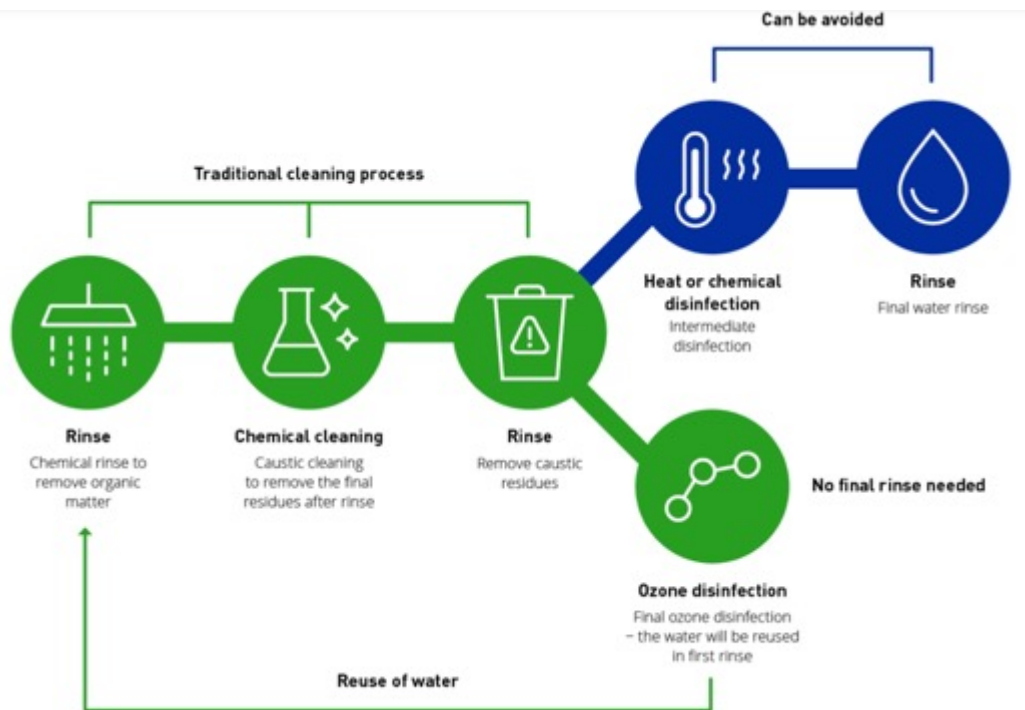 Can be avoided
Traditional cleaning process
Heat or chemical
disinfection
Intermediate
disinfection
Rinse
Final water rinse
Rinse
Chemical rinse to
remove organic
matter
Chemical cleaning
Caustic cleaning
to remove the final
residues after rinse
Rinse
Remove caustic
residues
No final rinse needed
Ozone disinfection
Final ozone disinfection
– the water will be reused
in first rinse
Reuse of water